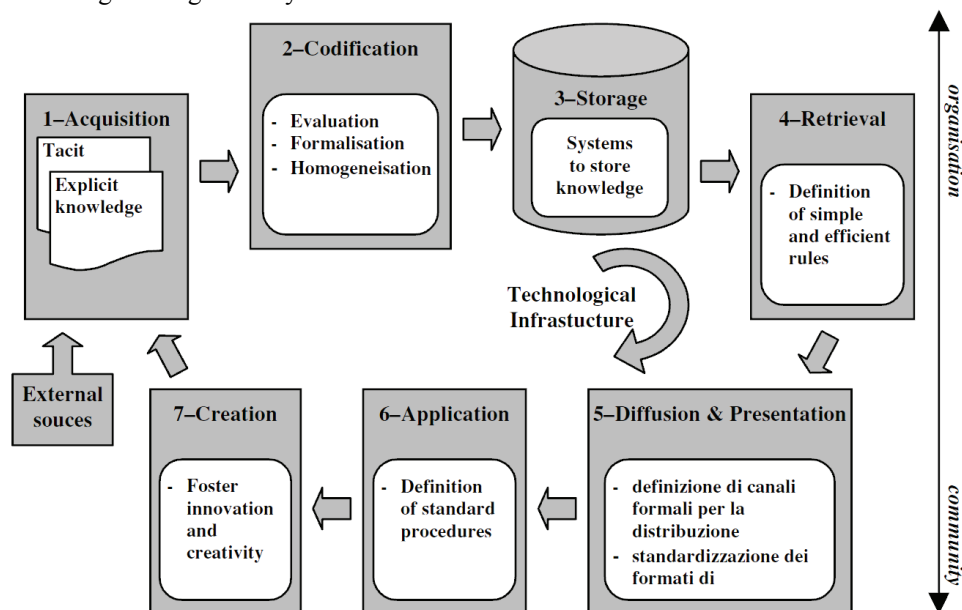 2–Codification
- Evaluation
- Formalisation
- Homogeneisation
3–Storage
Systems
to store
knowledge
1–Acquisition
Tacit
Explicit
knowledge
4–Retrieval
- Definition
of simple
and efficient
rules
organisation
Technological
Infrastucture
External
souces
7–Creation
- Foster
innovation
and
creativity
6–Application
- Definition
of standard
procedures
5–Diffusion & Presentation
- definizione di canali
formali per la
distribuzione
- standardizzazione dei
formati di
community